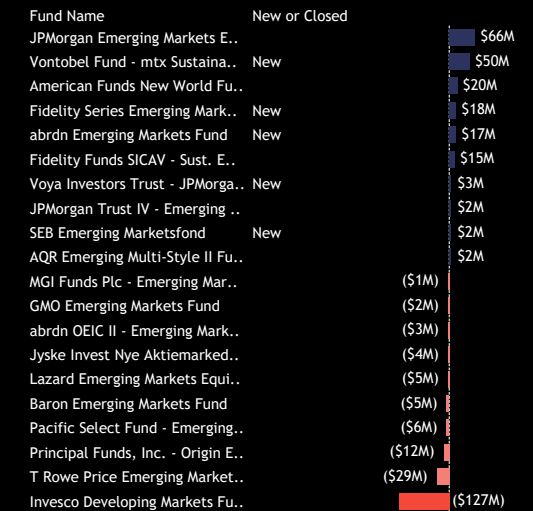 Fund Name New or Closed
JPMorgan Emerging Markets E.. $66M
Vontobel Fund - mtx Sustaina.. New $50M
American Funds New World Fu.. $20M
Fidelity Series Emerging Mark.. New $18M
abrdn Emerging Markets Fund New $17M
Fidelity Funds SICAV - Sust. E.. $15M
Voya Investors Trust - JPMorga.. New $3M
JPMorgan Trust IV - Emerging .. $2M
SEB Emerging Marketsfond New $2M
AQR Emerging Multi-Style II Fu.. $2M
MGI Funds Plc - Emerging Mar.. ($1M)
GMO Emerging Markets Fund ($2M)
abrdn OEIC II - Emerging Mark.. ($3M)
Jyske Invest Nye Aktiemarked.. ($4M)
Lazard Emerging Markets Equi.. ($5M)
Baron Emerging Markets Fund ($5M)
Pacific Select Fund - Emerging.. ($6M)
Principal Funds, Inc. - Origin E.. ($12M)
T Rowe Price Emerging Market.. ($29M)
Invesco Developing Markets Fu.. ($127M)